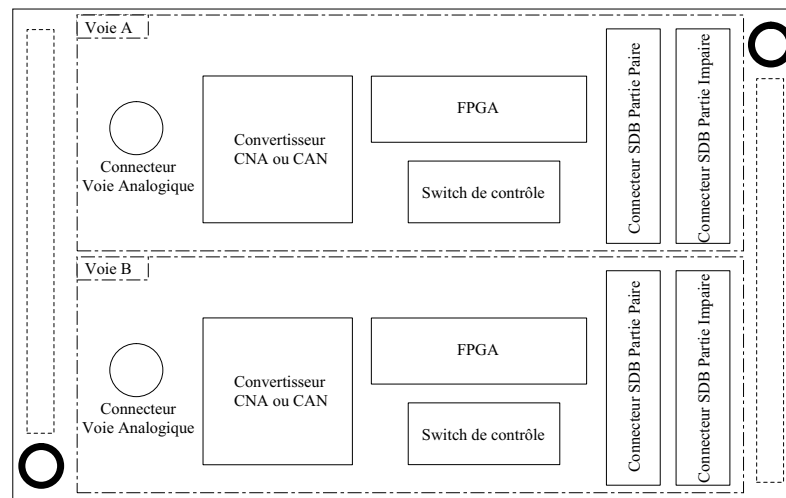 Voie A
Connecteur
Voie Analogique
Convertisseur
CNA ou CAN
FPGA
Switch de contrôle
Connecteur SDB Partie Paire
Connecteur SDB Partie Impaire
Voie B
Connecteur
Voie Analogique
Convertisseur
CNA ou CAN
FPGA
Switch de contrôle
Connecteur SDB Partie Paire
Connecteur SDB Partie Impaire